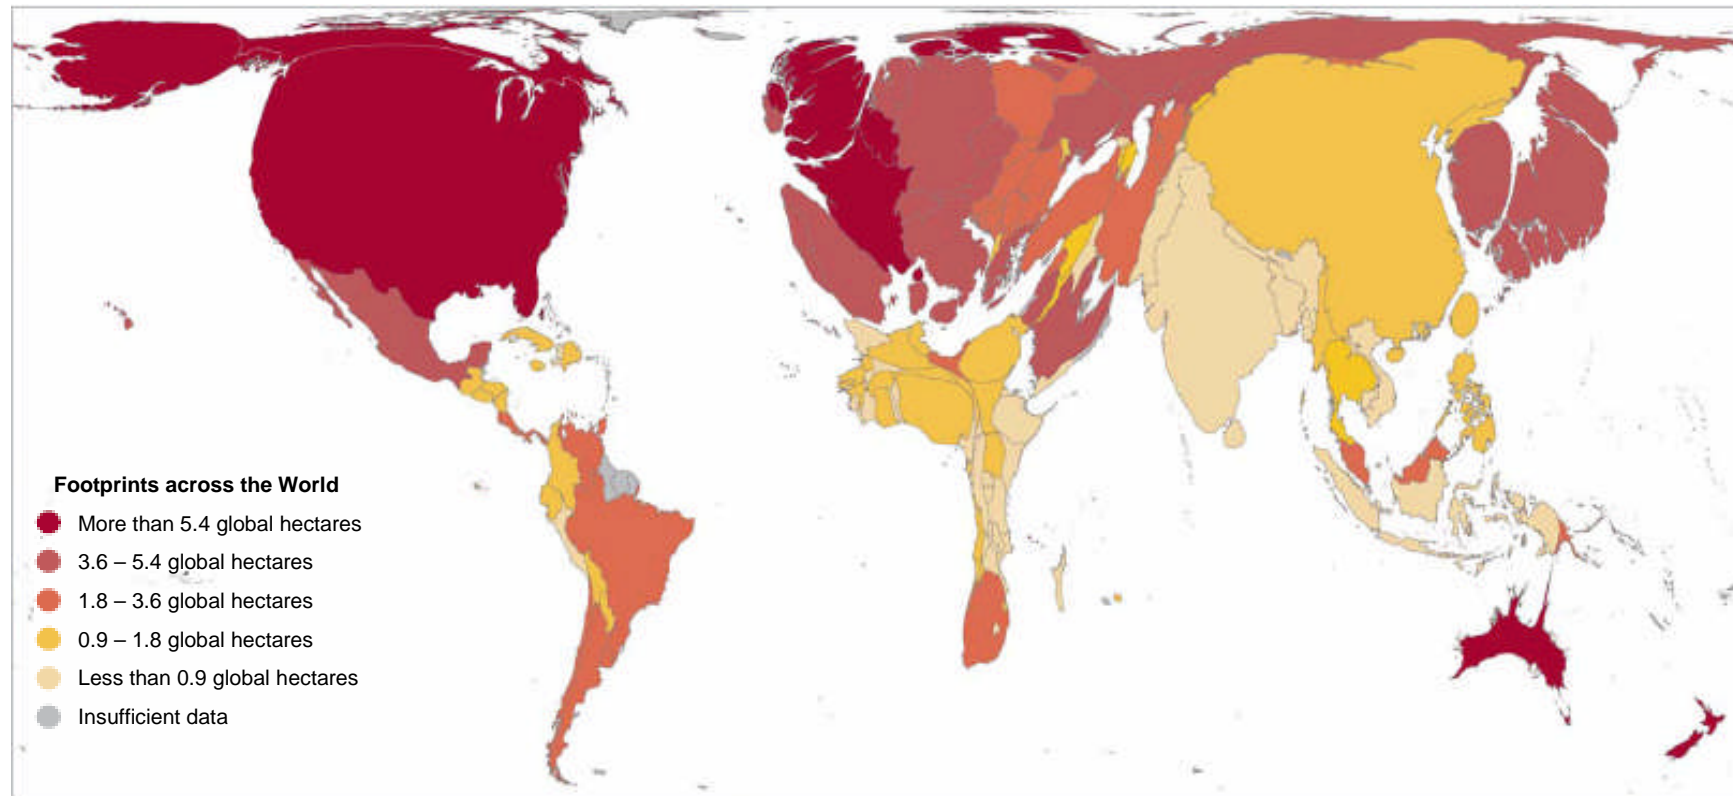 Footprints across the World
More than 5.4 global hectares
3.6 – 5.4 global hectares
1.8 – 3.6 global hectares
0.9 – 1.8 global hectares
Less than 0.9 global hectares
Insufficient data